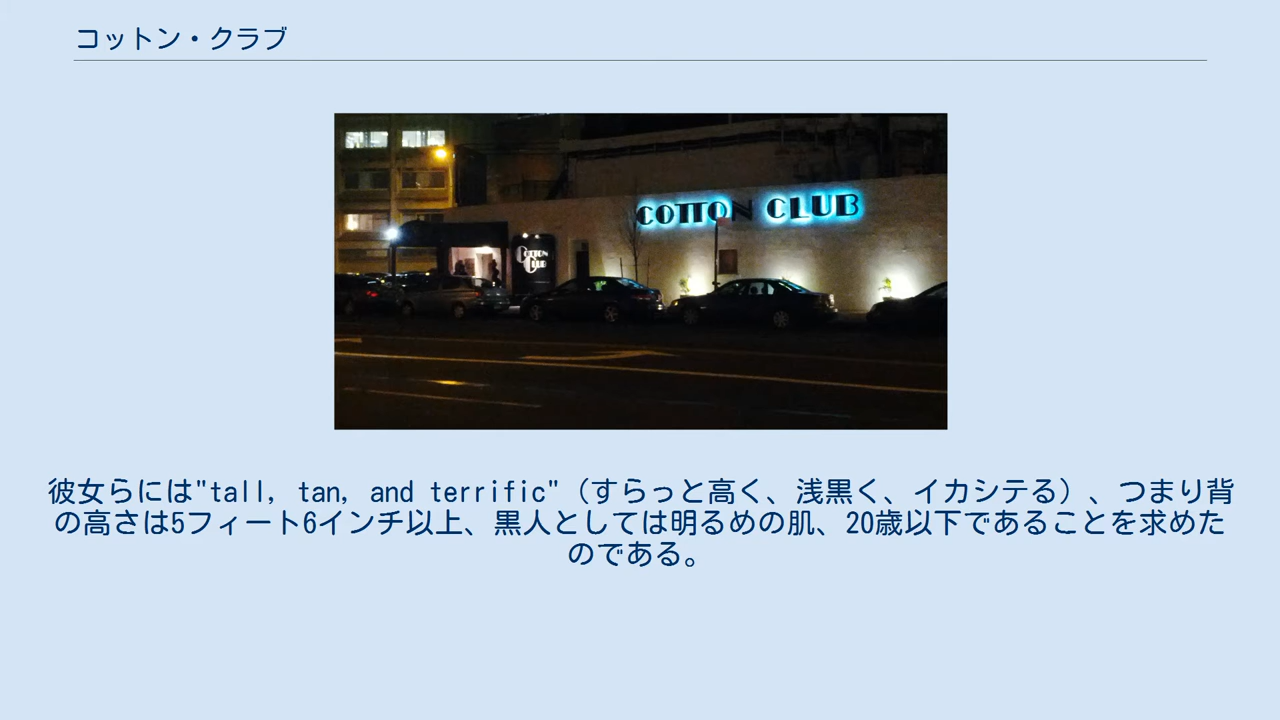 コットン・クラブ
COTTON CLUB
COTTON
CLUB
彼女らには"tall, tan, and terrific"（すらっと高く、浅黒く、イカシテる）、つまり背
の高さは5フィート6インチ以上、黒人としては明るめの肌、20歳以下であることを求めた
のである。